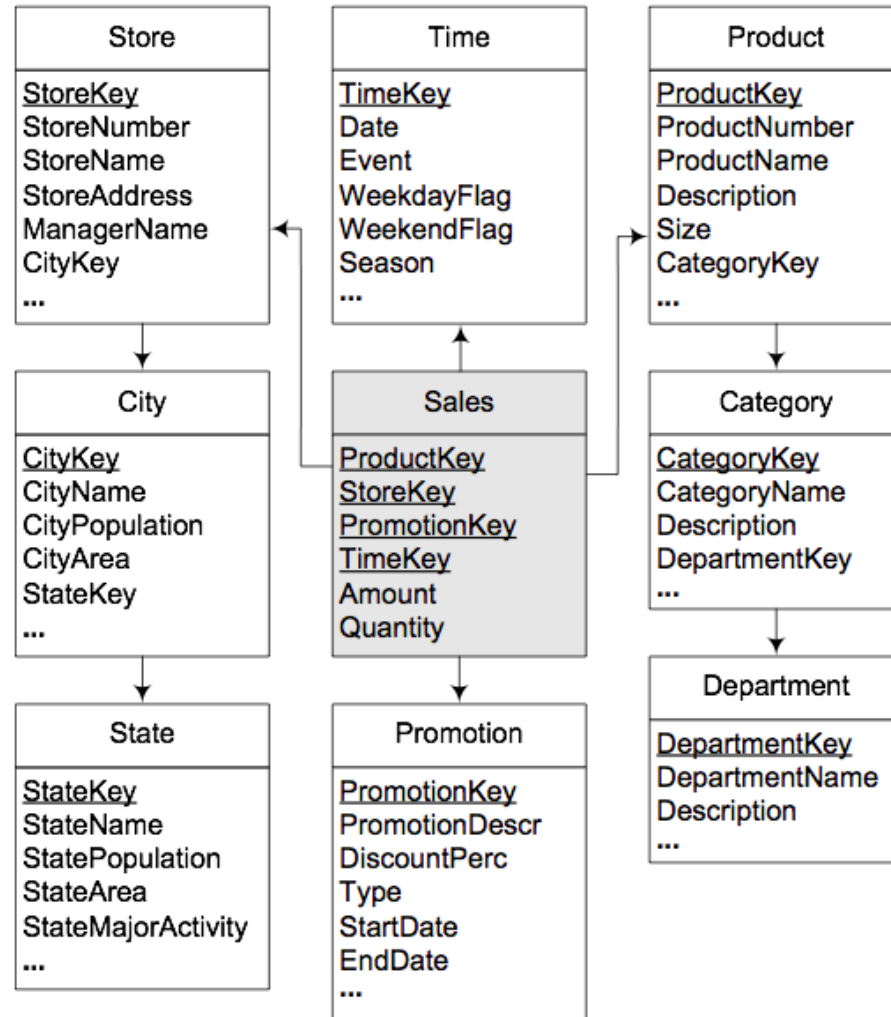 Store
StoreKey
StoreNumber
StoreName
StoreAddress
ManagerName
CityKey
...
Time
TimeKey
Date
Event
WeekdayFlag
WeekendFlag
Season
...
Product
ProductKey
ProductNumber
ProductName
Description
Size
CategoryKey
...
City
CityKey
CityName
CityPopulation
CityArea
StateKey
...
Sales
ProductKey
StoreKey
PromotionKey
TimeKey
Amount
Quantity
Category
CategoryKey
CategoryName
Description
DepartmentKey
...
State
StateKey
StateName
StatePopulation
StateArea
StateMajorActivity
...
Promotion
PromotionKey
PromotionDescr
DiscountPerc
Type
StartDate
EndDate
...
Department
DepartmentKey
DepartmentName
Description
...